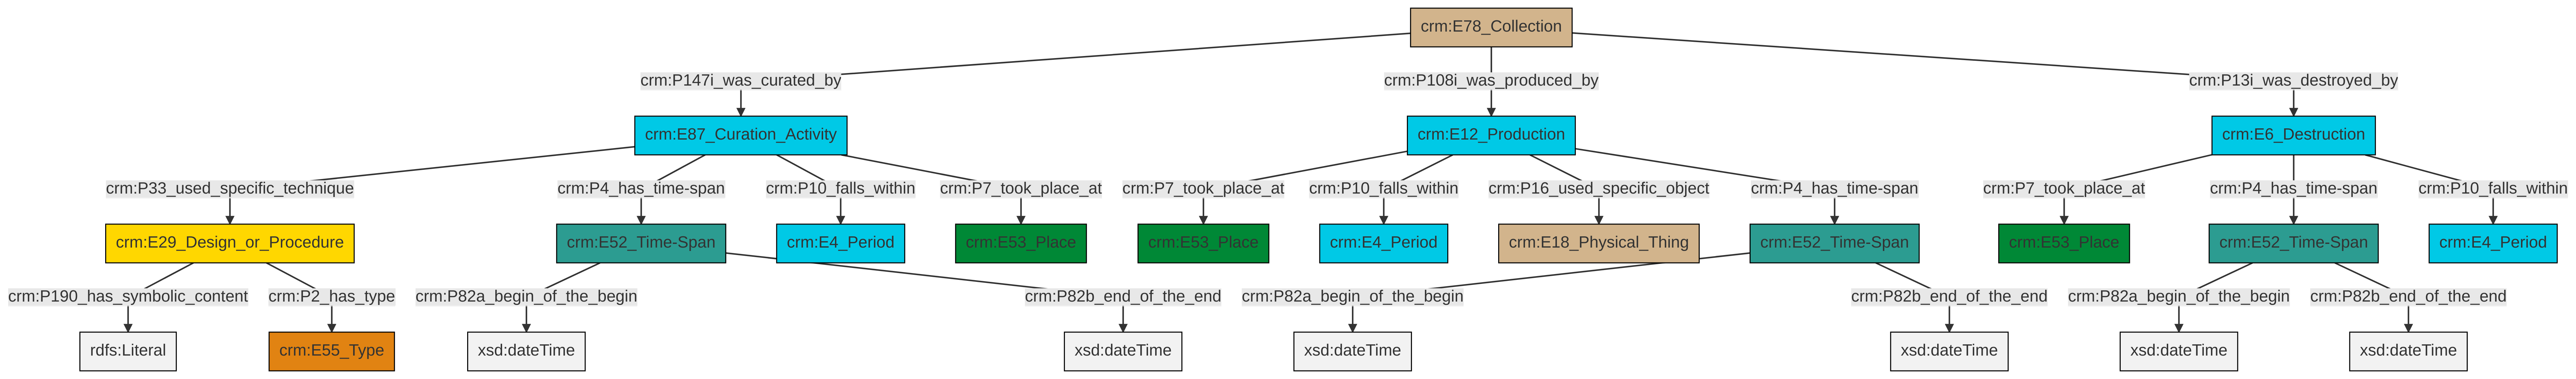 crm:E78_Collection
crm:P147i_was_curated_by
crm:P108i_was_produced_by
crm:P13i_was_destroyed_by
crm:E87_Curation_Activity
crm:E12_Production
crm:E6_Destruction
crm:P33_used_specific_technique
crm:P4_has_time-span
crm:P10_falls_within
crm:P7_took_place_at
crm:P7_took_place_at
crm:P10_falls_within
crm:P16_used_specific_object
crm:P4_has_time-span
crm:P7_took_place_at
crm:P4_has_time-span
crm:P10_falls_within
crm:E29_Design_or_Procedure
crm:E52_Time-Span
crm:E4_Period
crm:E53_Place
crm:E53_Place
crm:E4_Period
crm:E18_Physical_Thing
crm:E52_Time-Span
crm:E53_Place
crm:E52_Time-Span
crm:E4_Period
crm:P190_has_symbolic_content
crm:P2_has_type
crm:P82a_begin_of_the_begin
crm:P82b_end_of_the_end
crm:P82a_begin_of_the_begin
crm:P82b_end_of_the_end
crm:P82a_begin_of_the_begin
crm:P82b_end_of_the_end
rdfs:Literal
crm:E55_Type
xsd:dateTime
xsd:dateTime
xsd:dateTime
xsd:dateTime
xsd:dateTime
xsd:dateTime